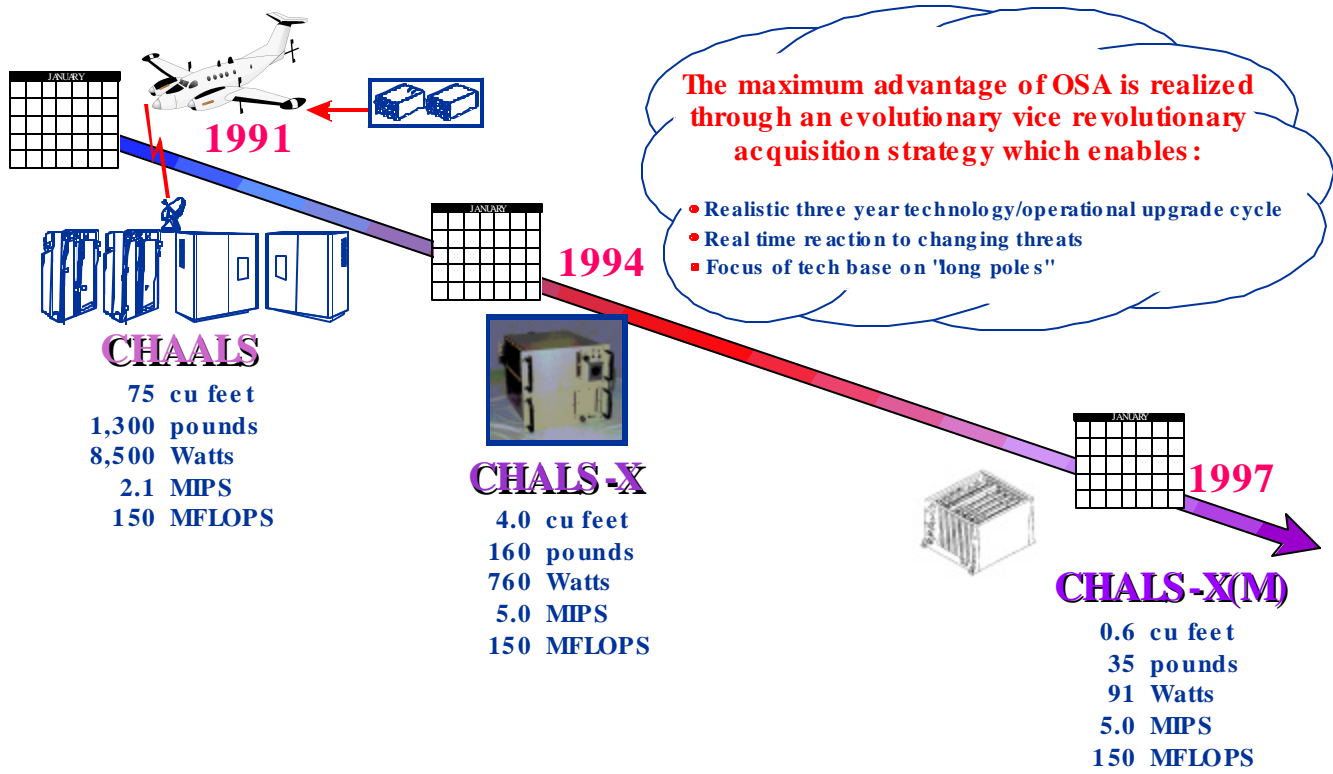 JANUARY
1991
The maximum advantage of OSA is realized
through an evolutionary vice revolutionary
acquisition strategy which enables:
• Realistic three year technology/operational upgrade cycle
• Real time reaction to changing threats
• Focus of tech base on "long poles"
JANUARY
1994
CHAALS
75 cu feet
1,300 pounds
8,500 Watts
2.1 MIPS
150 MFLOPS
CHALS-X
4.0 cu feet
160 pounds
760 Watts
5.0 MIPS
150 MFLOPS
JANUARY
1997
CHALS-X(M)
0.6 cu feet
35 pounds
91 Watts
5.0 MIPS
150 MFLOPS